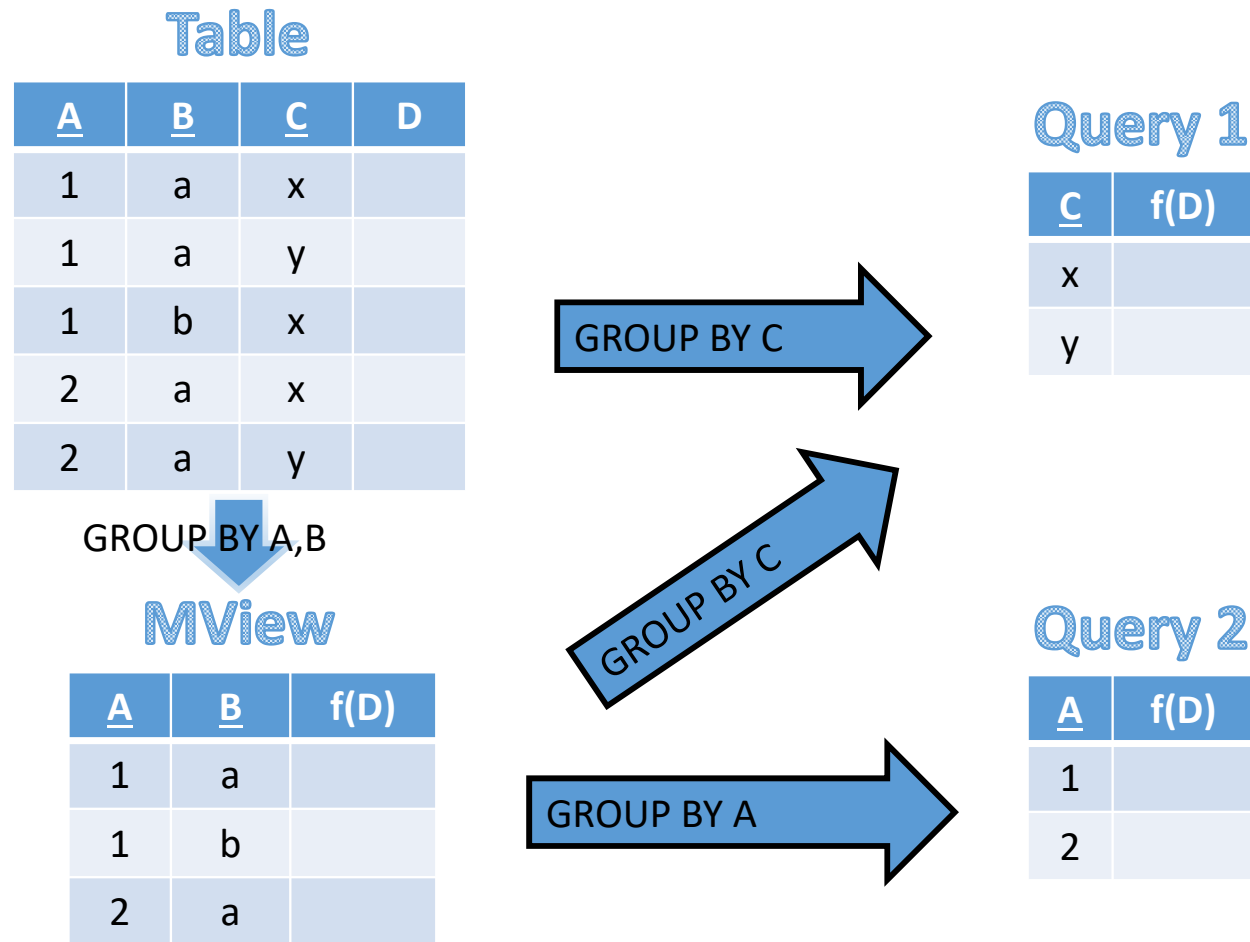 Table
A B C D
1 a x
1 a y
1 b x
2 a x
2 a y
GROUP BY A,B
MView
A B f(D)
1 a
1 b
2 a
GROUP BY C
GROUP BY C
GROUP BY A
Query 1
C f(D)
x
y
Query 2
A f(D)
1
2